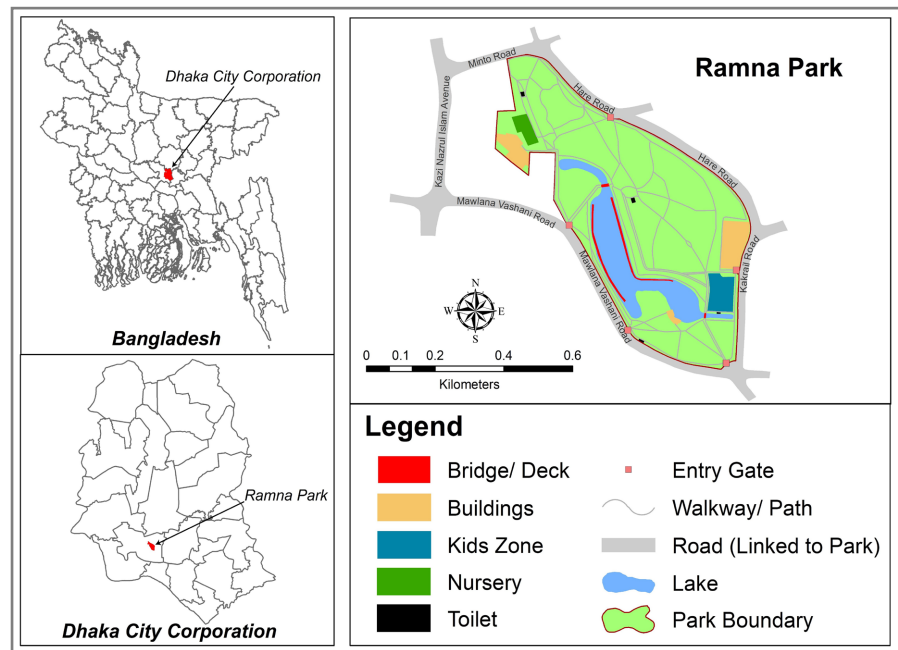 Dhaka City Corporation
Bangladesh
Ramna Park
Dhaka City Corporation
Ramna Park
Minto Road
Hare Road
Hare Road
Kazi Nazrul Islam Avenue
Mawlana Vashani Road
Mawlana Vashani Road
Kakrail Road
N
W E
S
0 0.1 0.2 0.4 0.6
Kilometers
Legend
Bridge/ Deck
Buildings
Kids Zone
Nursery
Toilet
Entry Gate
Walkway/ Path
Road (Linked to Park)
Lake
Park Boundary